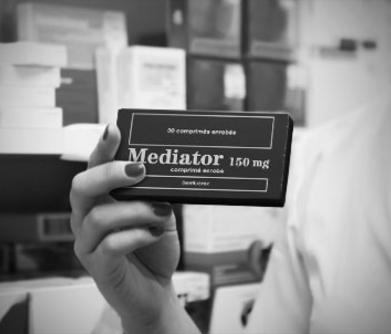 30 comprimés enrobés
Mediator 150 mg
comprimé enrobé